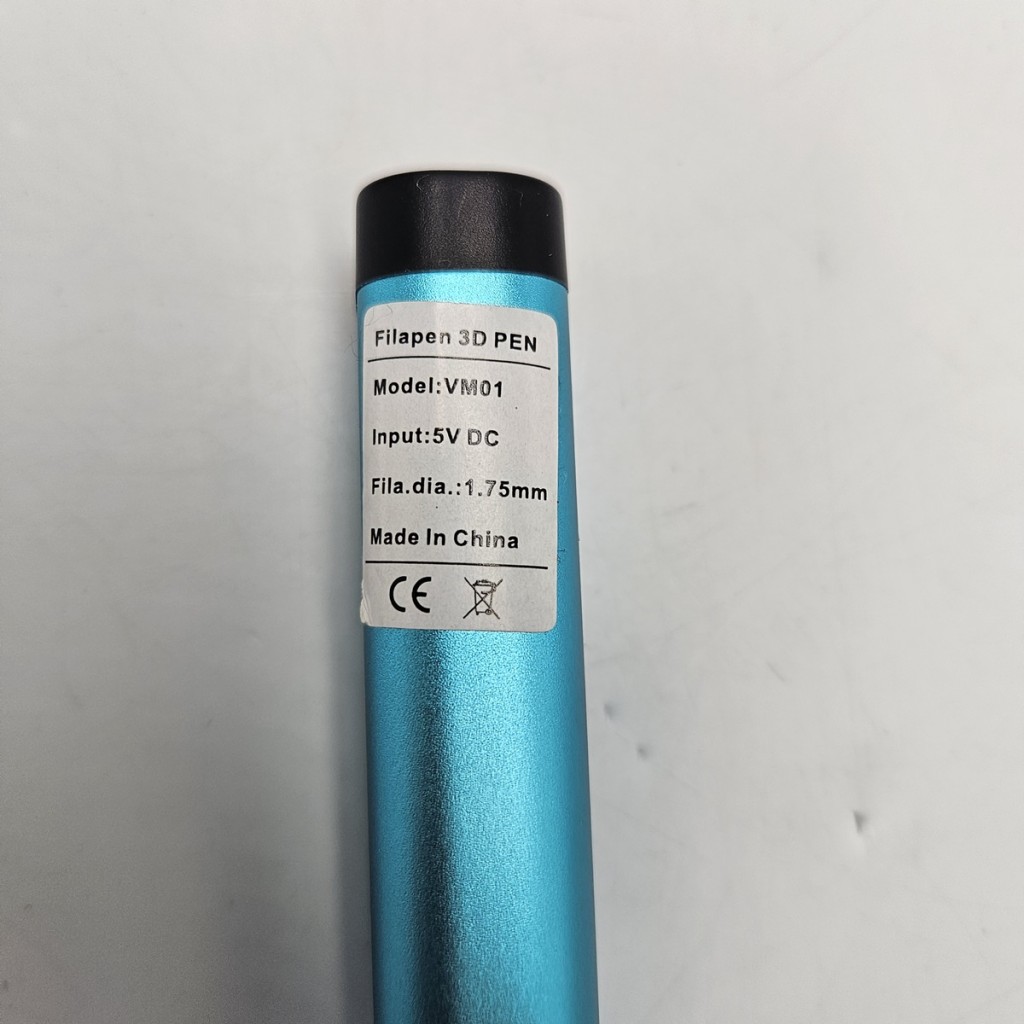 Filapen 3D PEN
Model:VM01
Input:5V DC
Fila.dia.:1.75mm
Made In China
CE